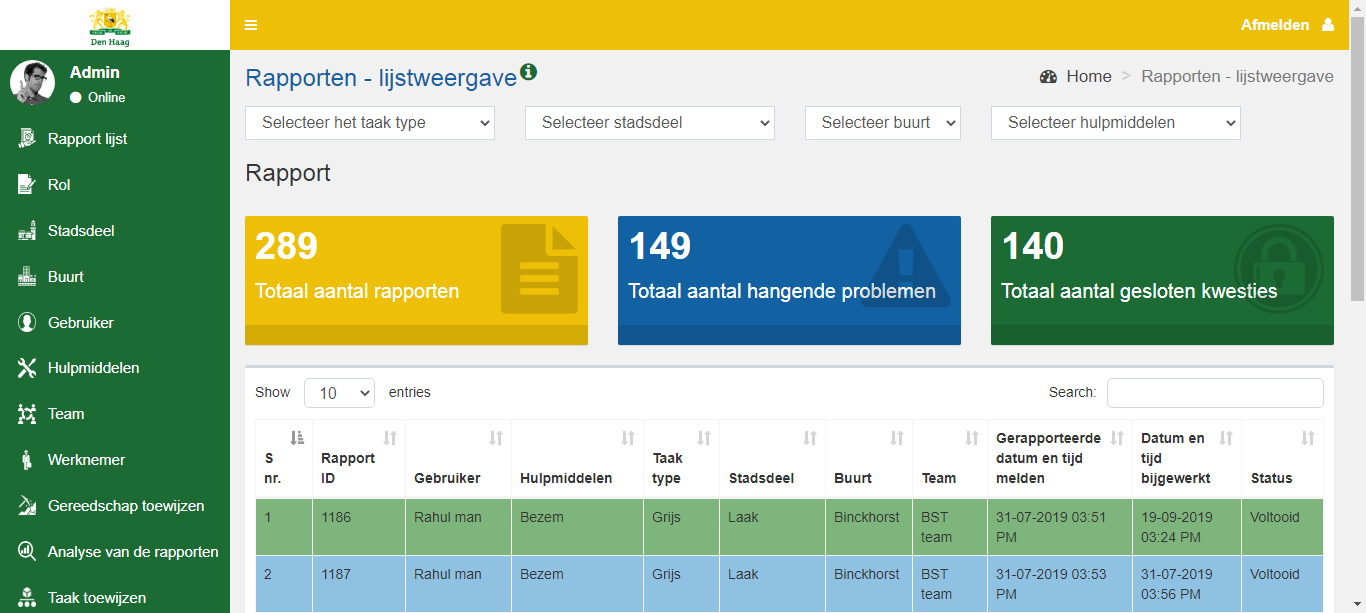 Den Haag
Afmelden
Admin
Online
Rapport lijst
Rol
Stadsdeel
Buurt
Gebruiker
Hulpmiddelen
Team
Werknemer
Gereedschap toewijzen
Analyse van de rapporten
Taak toewijzen
Rapporten - lijstweergave
Home > Rapporten - lijstweergave
Selecteer het taak type
Selecteer stadsdeel
Selecteer buurt
Selecteer hulpmiddelen
Rapport
289
Totaal aantal rapporten
149
Totaal aantal hangende problemen
140
Totaal aantal gesloten kwesties
Show 10 entries
Search:
S
nr.
Rapport
ID
Gebruiker
Hulpmiddelen
Taak
type
Stadsdeel
Buurt
Team
Gerapporteerde
datum en tijd
melden
Datum en
tijd
bijgewerkt
Status
1
1186
Rahul man
Bezem
Grijs
Laak
Binckhorst
BST
team
31-07-2019 03:51
PM
19-09-2019
03:24 PM
Voltooid
2
1187
Rahul man
Bezem
Grijs
Laak
Binckhorst
BST
team
31-07-2019 03:53
PM
31-07-2019
03:56 PM
Voltooid